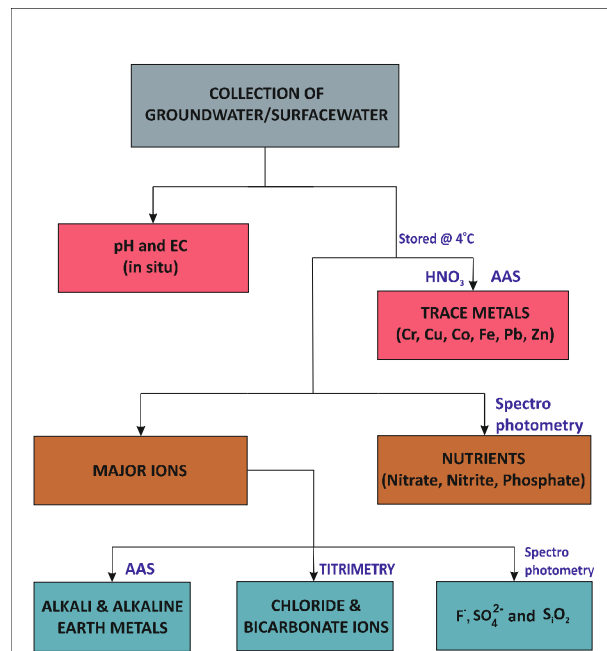 COLLECTION OF
GROUNDWATER/SURFACEWATER
pH and EC
(in situ)
Stored @ 4°C
HNO₃ AAS
TRACE METALS
(Cr, Cu, Co, Fe, Pb, Zn)
Spectro
photometry
MAJOR IONS
NUTRIENTS
(Nitrate, Nitrite, Phosphate)
AAS
ALKALI & ALKALINE
EARTH METALS
TITRIMETRY
CHLORIDE &
BICARBONATE IONS
Spectro
photometry
F⁻, SO₄²⁻ and SᵢO₂